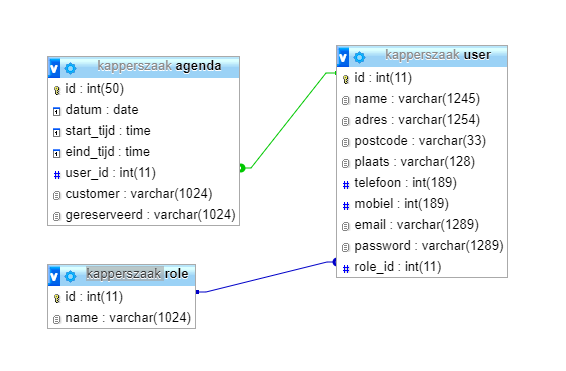 kapperszaak agenda
id : int(50)
datum : date
start_tijd : time
eind_tijd : time
user_id : int(11)
customer : varchar(1024)
gereserveerd : varchar(1024)
kapperszaak user
id : int(11)
name : varchar(1245)
adres : varchar(1254)
postcode : varchar(33)
plaats : varchar(128)
telefoon : int(189)
mobiel : int(189)
email : varchar(1289)
password : varchar(1289)
role_id : int(11)
kapperszaak role
id : int(11)
name : varchar(1024)